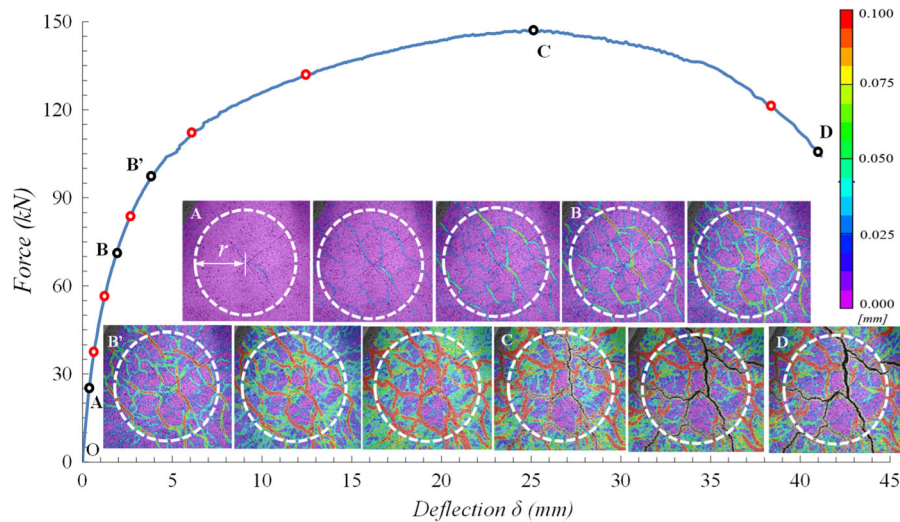 150
120
90
60
30
0
Force (kN)
0
5
10
15
20
25
30
35
40
45
Deflection δ (mm)
O
A
B
B’
C
D
A
r
B
B'
C
D
0.100
0.075
0.050
0.025
0.000
[mm]